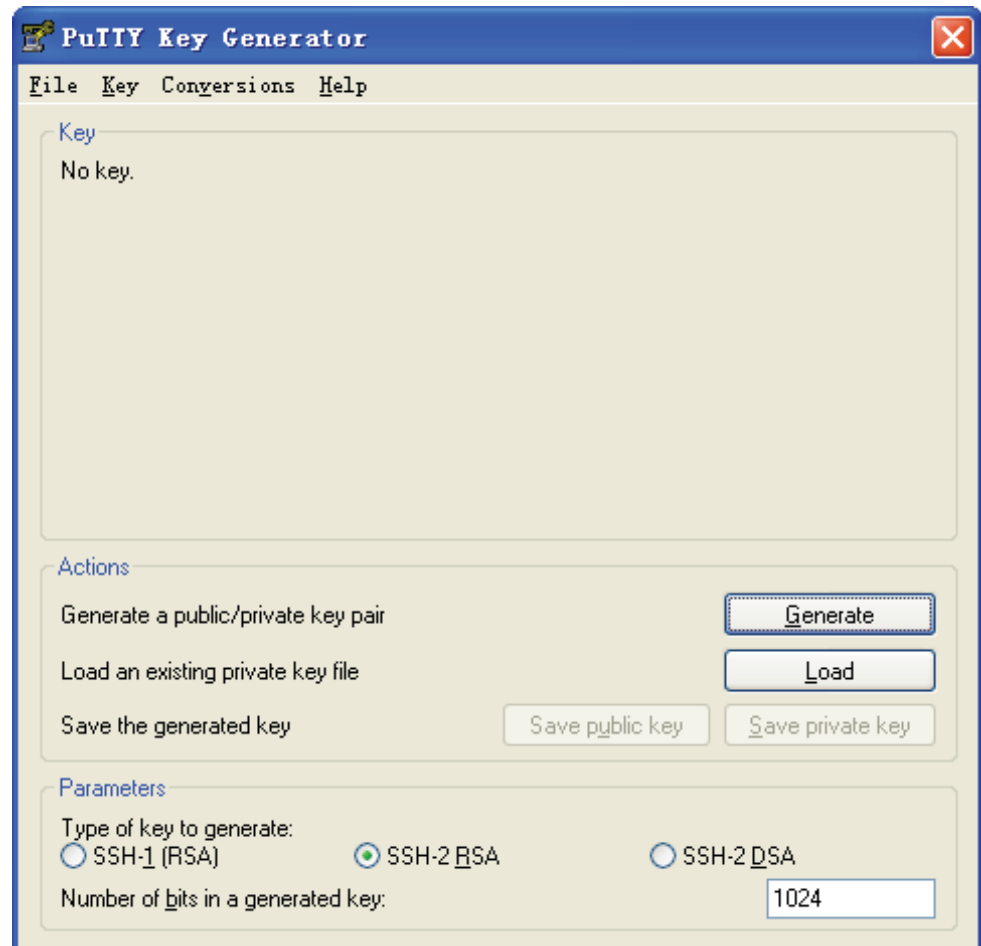 PuTTY Key Generator
File Key Conversions Help
Key
No key.
Actions
Generate a public/private key pair Generate
Load an existing private key file Load
Save the generated key Save public key Save private key
Parameters
Type of key to generate:
SSH-1 (RSA) SSH-2 RSA SSH-2 DSA
Number of bits in a generated key: 1024